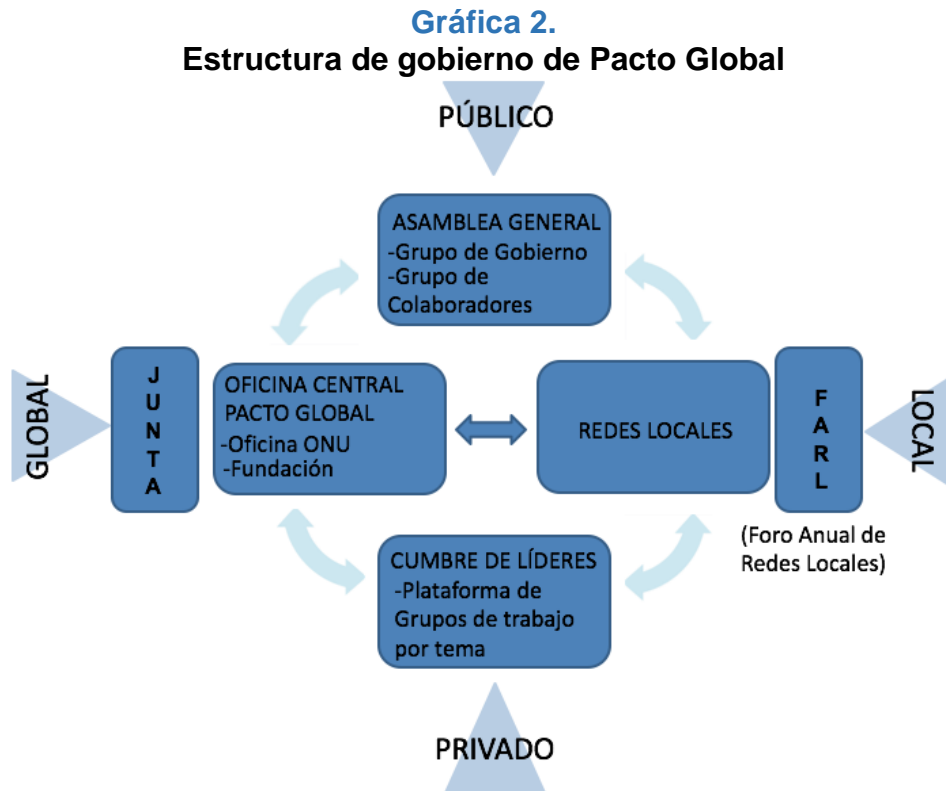 Gráfica 2.
Estructura de gobierno de Pacto Global
PÚBLICO
ASAMBLEA GENERAL
-Grupo de Gobierno
-Grupo de
Colaboradores
GLOBAL
JUNTA
OFICINA CENTRAL
PACTO GLOBAL
-Oficina ONU
-Fundación
REDES LOCALES
FARL
LOCAL
(Foro Anual de
Redes Locales)
CUMBRE DE LÍDERES
-Plataforma de
Grupos de trabajo
por tema
PRIVADO